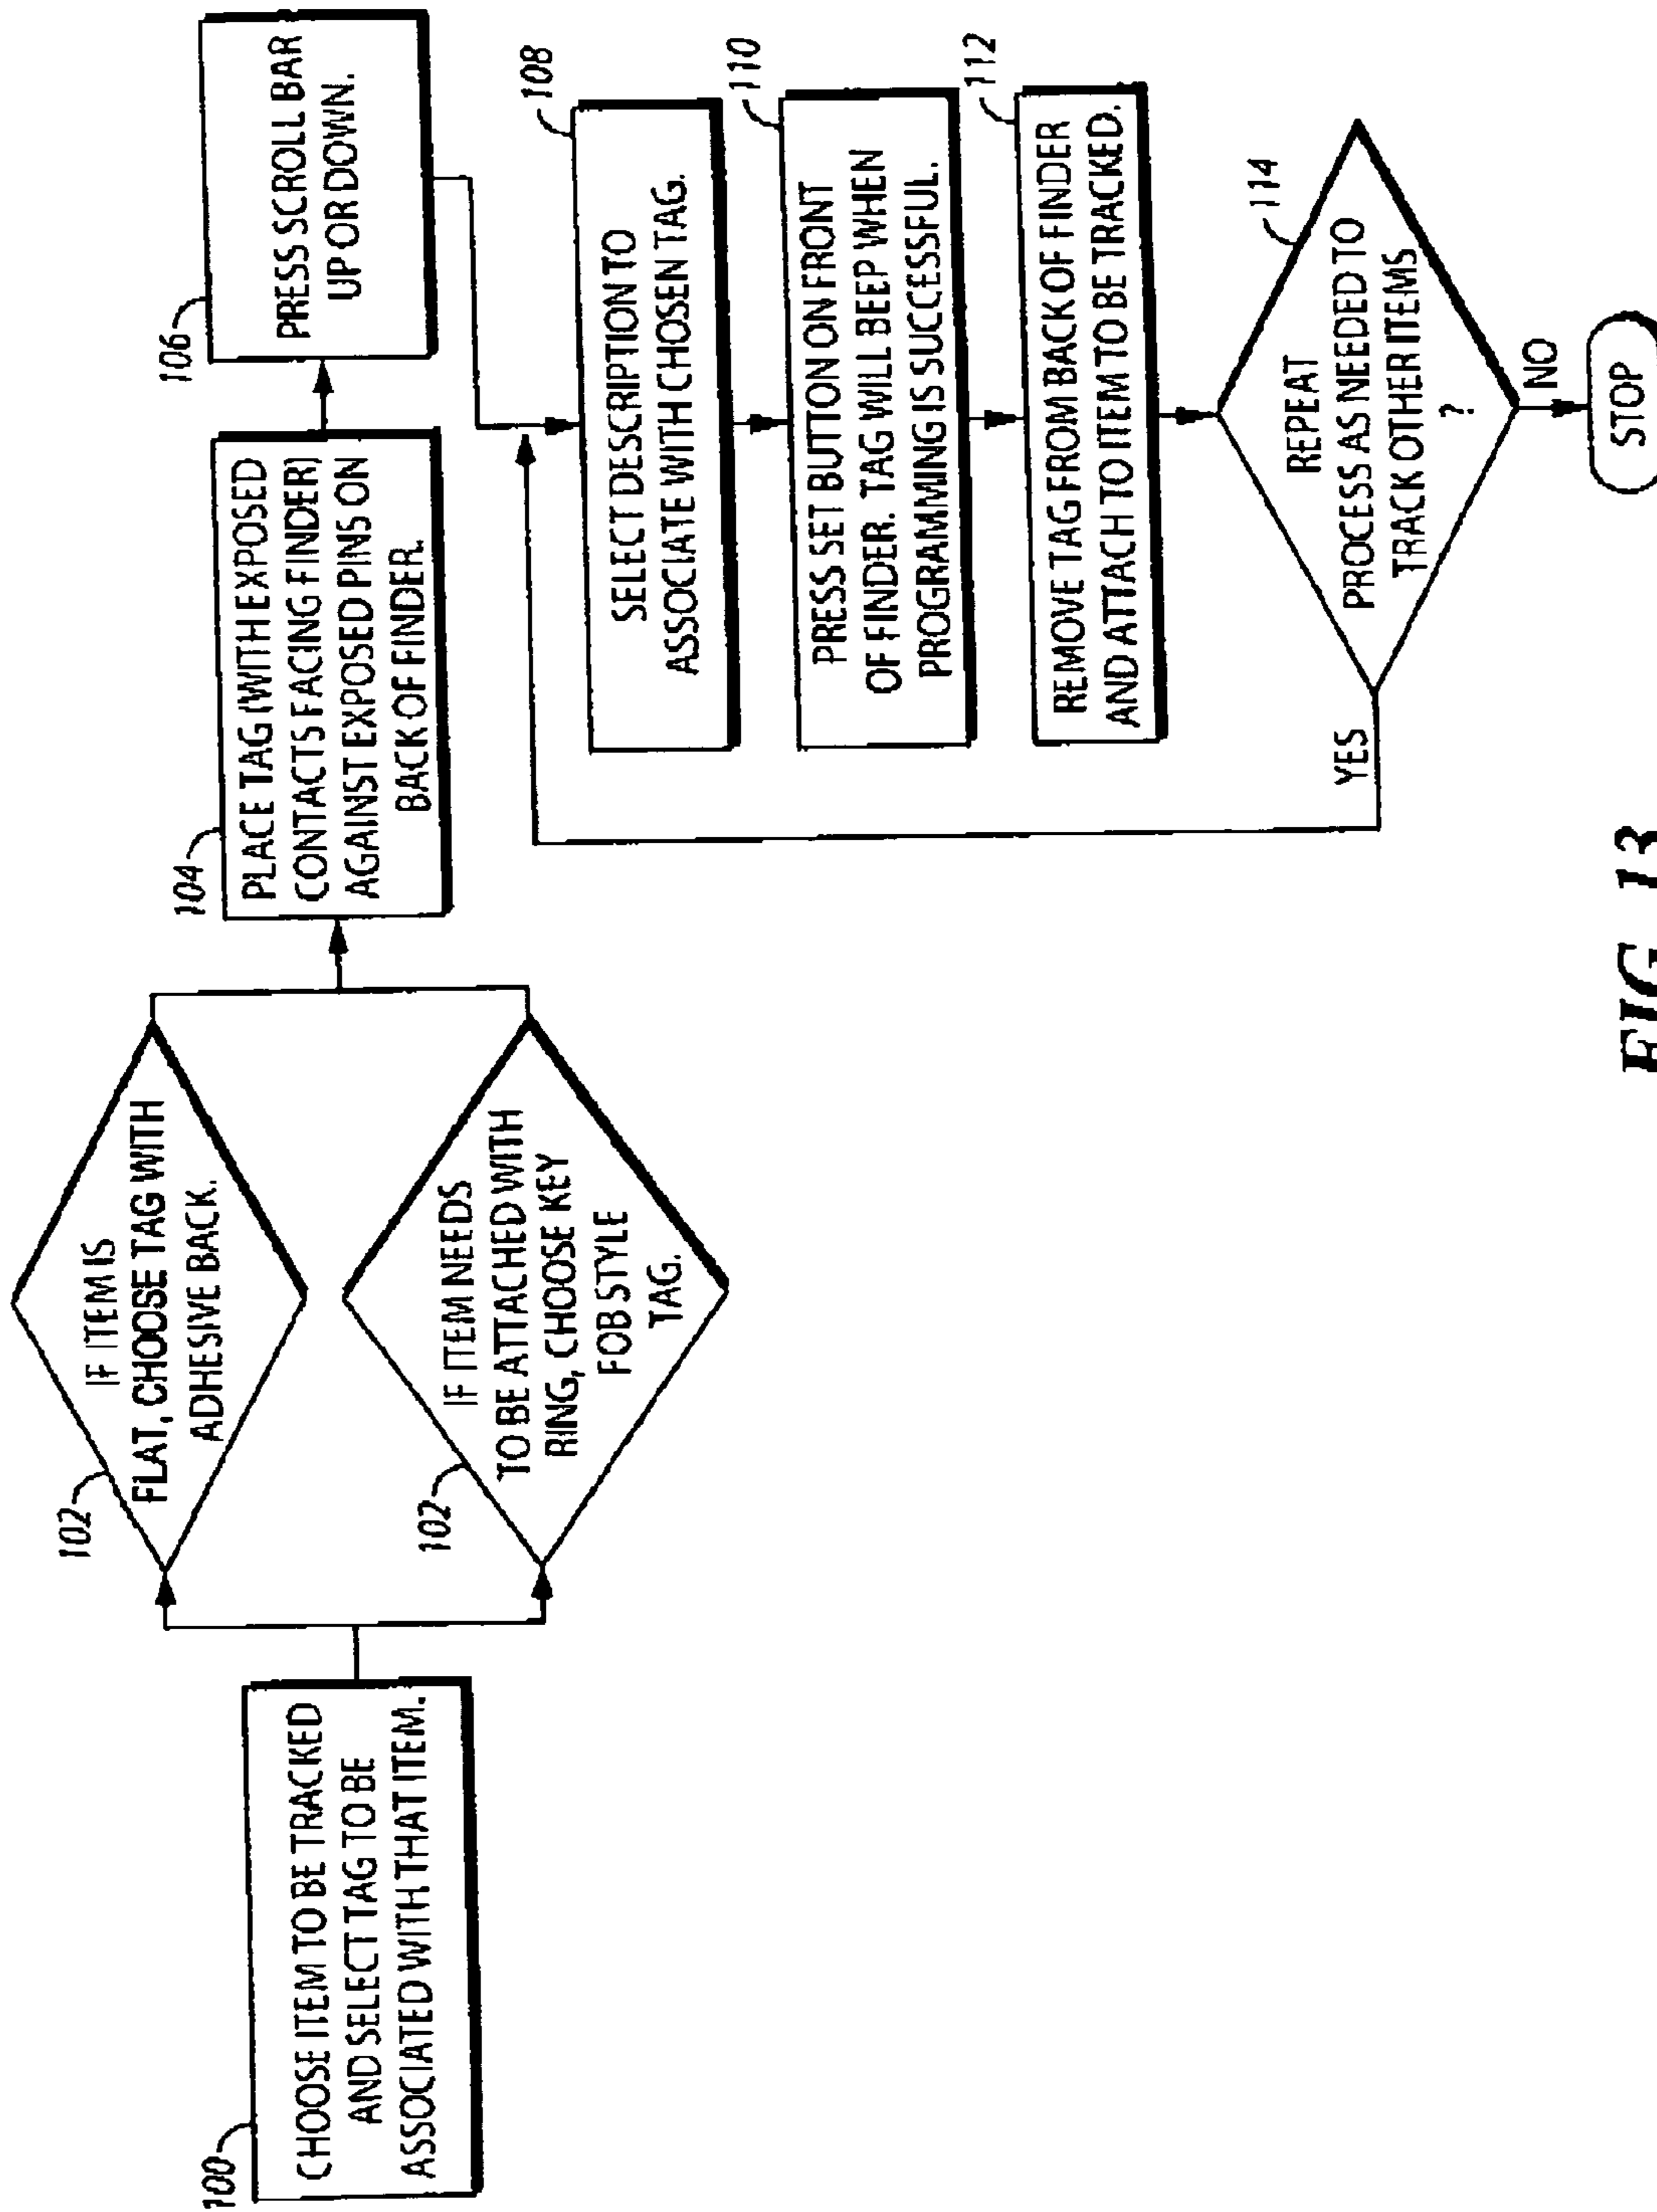 100
CHOOSE ITEM TO BE TRACKED
AND SELECT TAG TO BE
ASSOCIATED WITH THAT ITEM.
102
IF ITEM IS
FLAT, CHOOSE TAG WITH
ADHESIVE BACK.
102
IF ITEM NEEDS
TO BE ATTACHED WITH
RING, CHOOSE KEY
FOB STYLE
TAG.
104
PLACE TAG (WITH EXPOSED
CONTACTS FACING FINDER)
AGAINST EXPOSED PINS ON
BACK OF FINDER.
106
PRESS SCROLL BAR
UP OR DOWN.
108
SELECT DESCRIPTION TO
ASSOCIATE WITH CHOSEN TAG.
110
PRESS SET BUTTON ON FRONT
OF FINDER. TAG WILL BEEP WHEN
PROGRAMMING IS SUCCESSFUL.
112
REMOVE TAG FROM BACK OF FINDER
AND ATTACH TO ITEM TO BE TRACKED.
114
REPEAT
PROCESS AS NEEDED TO
TRACK OTHER ITEMS
?
YES
NO
STOP
FIG. 13